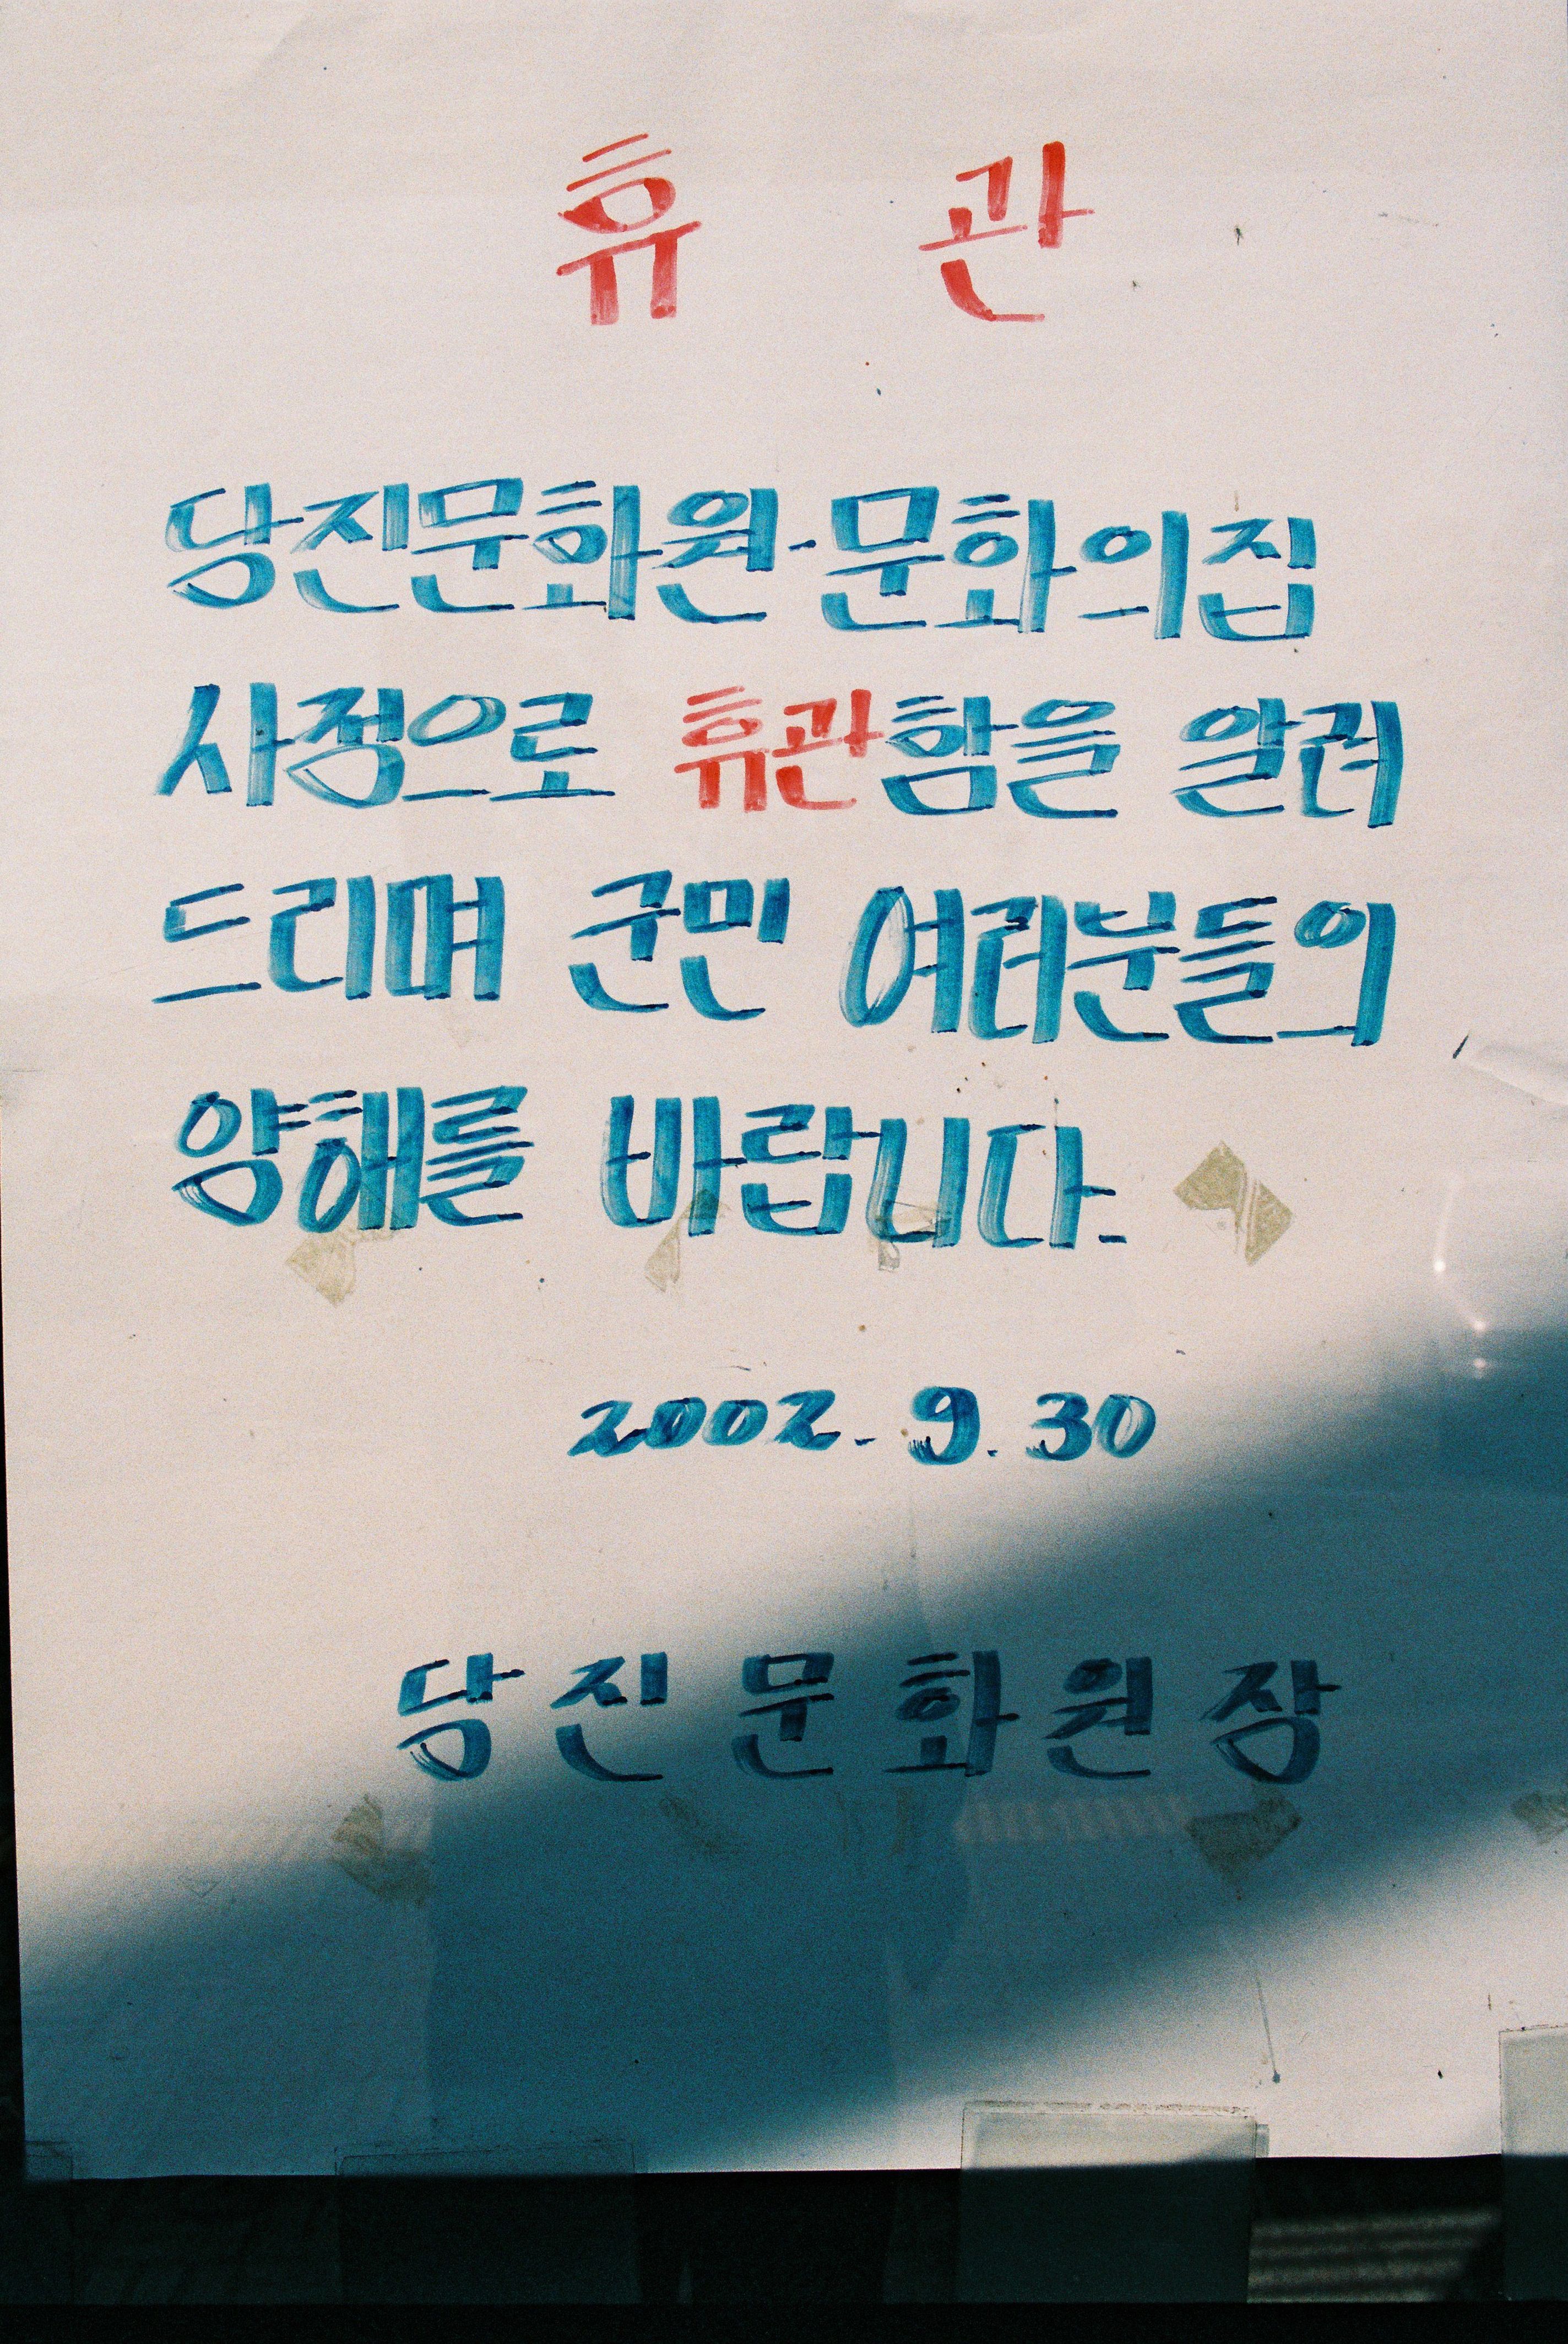 휴 관
당진문화원·문화의집
사정으로 휴관함을 알려
드리며 군민 여러분들의
양해를 바랍니다.
2002. 9. 30
당진문화원장